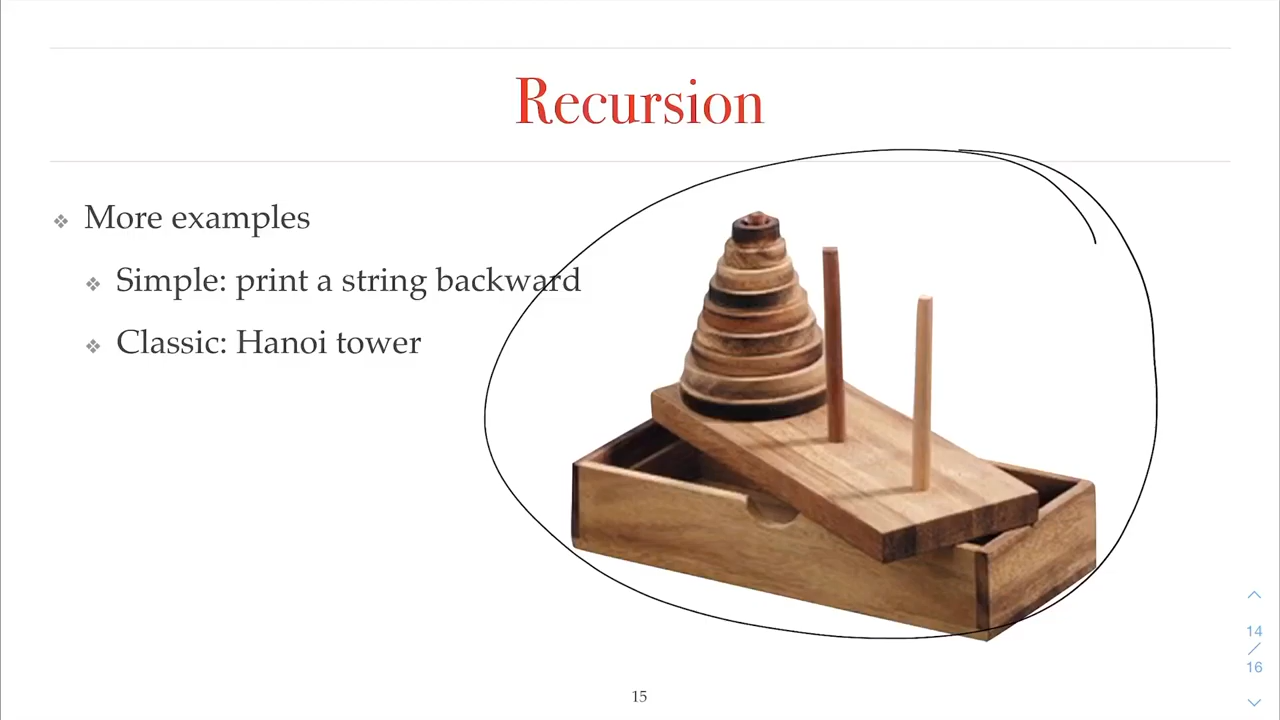 Recursion
More examples
Simple: print a string backward
Classic: Hanoi tower
14
/
16
15